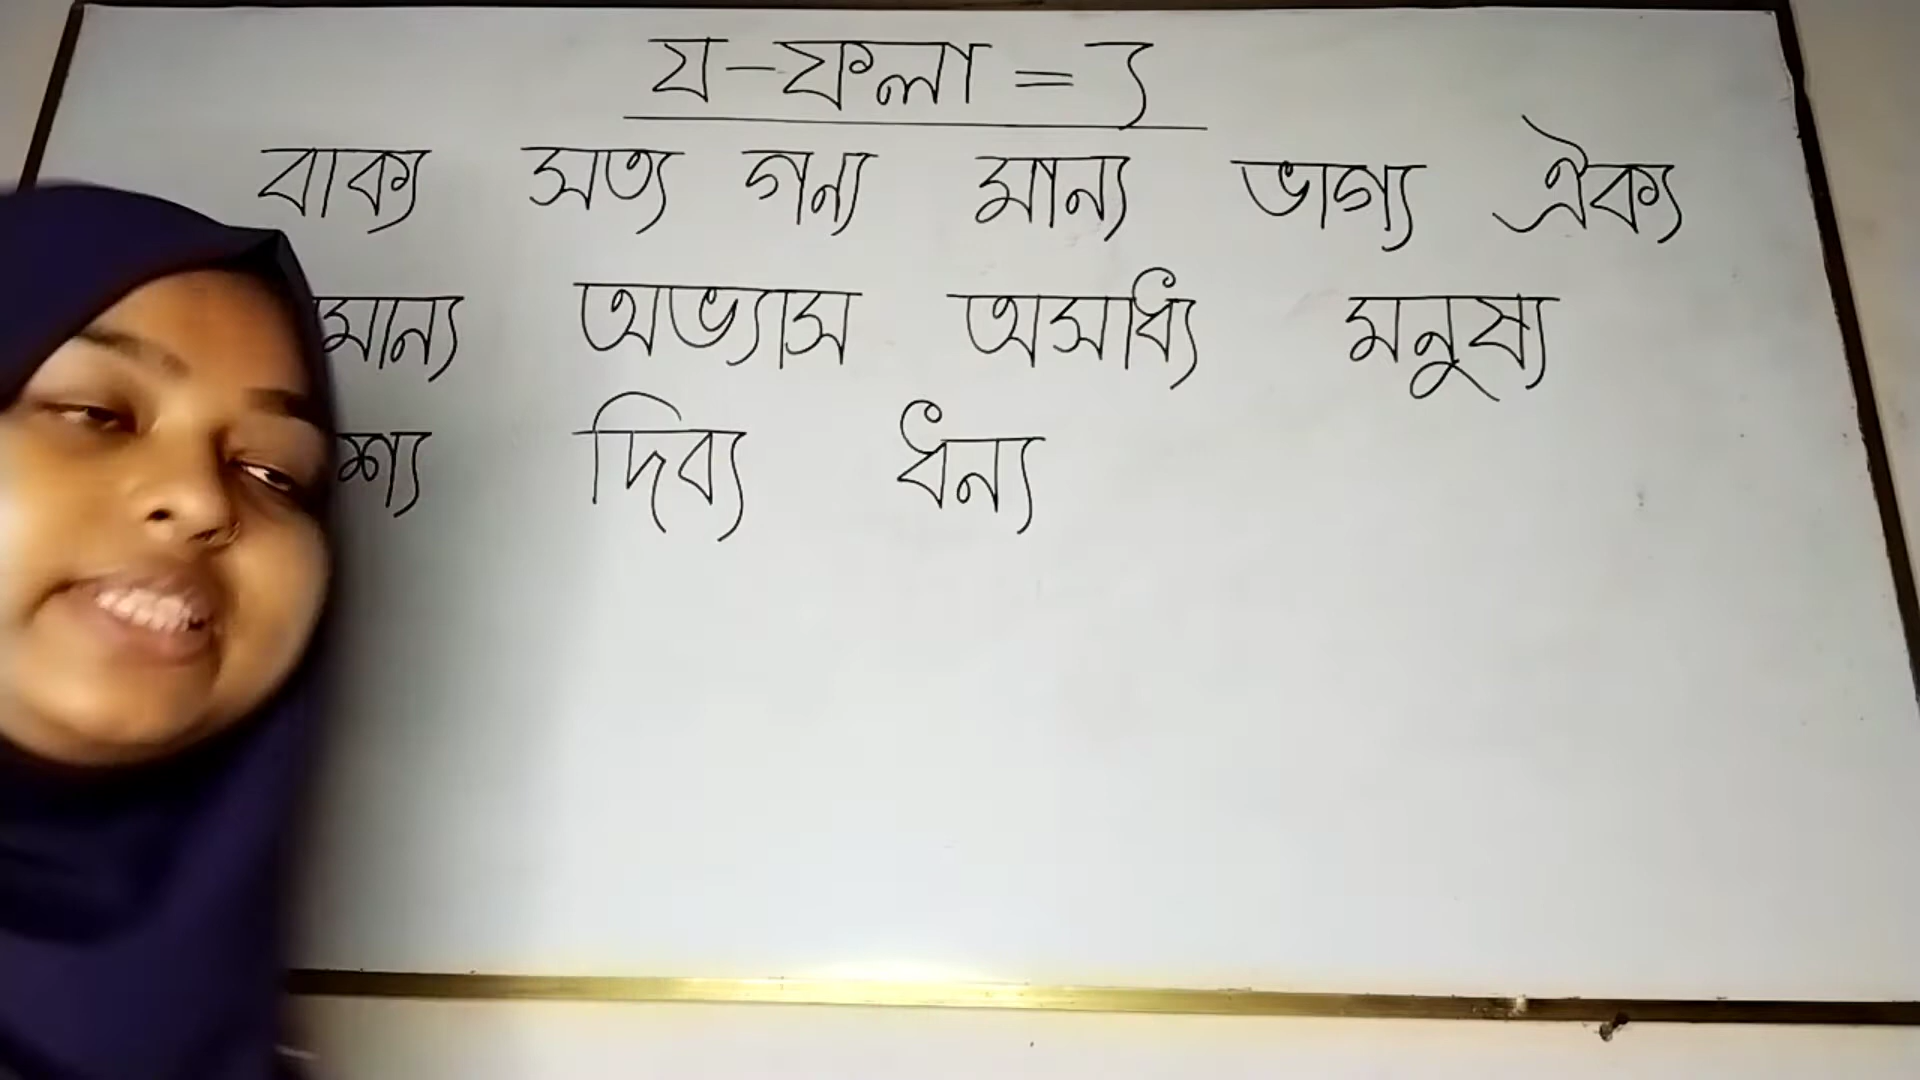 য-ফলা = ্য
বাক্য সত্য গন্য মান্য ভাগ্য ঐক্য
অভ্যাস অসাধ্য মনুষ্য
দিব্য ধন্য